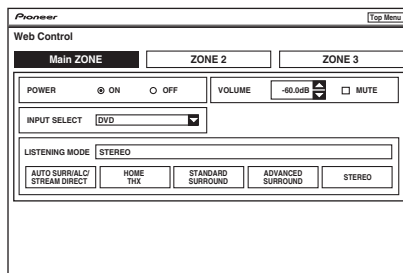 Pioneer
Top Menu
Web Control
Main ZONE ZONE 2 ZONE 3
POWER ON OFF VOLUME -60.0dB MUTE
INPUT SELECT DVD
LISTENING MODE STEREO
AUTO SURR/ALC/
STREAM DIRECT
HOME
THX
STANDARD
SURROUND
ADVANCED
SURROUND
STEREO